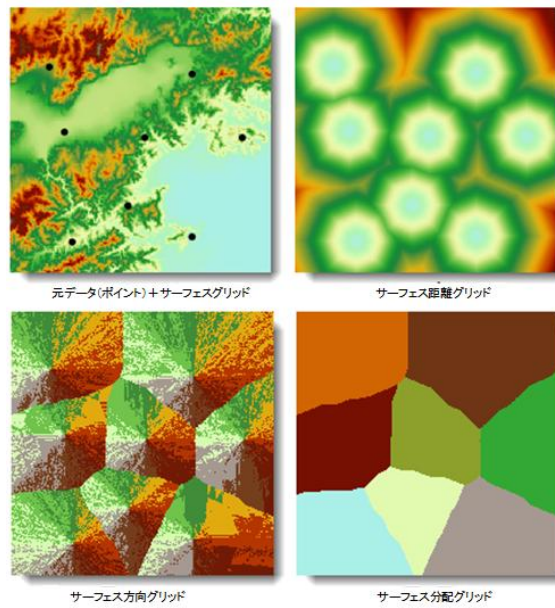 元データ(ポイント)+サーフェスグリッド
サーフェス距離グリッド
サーフェス方向グリッド
サーフェス分配グリッド